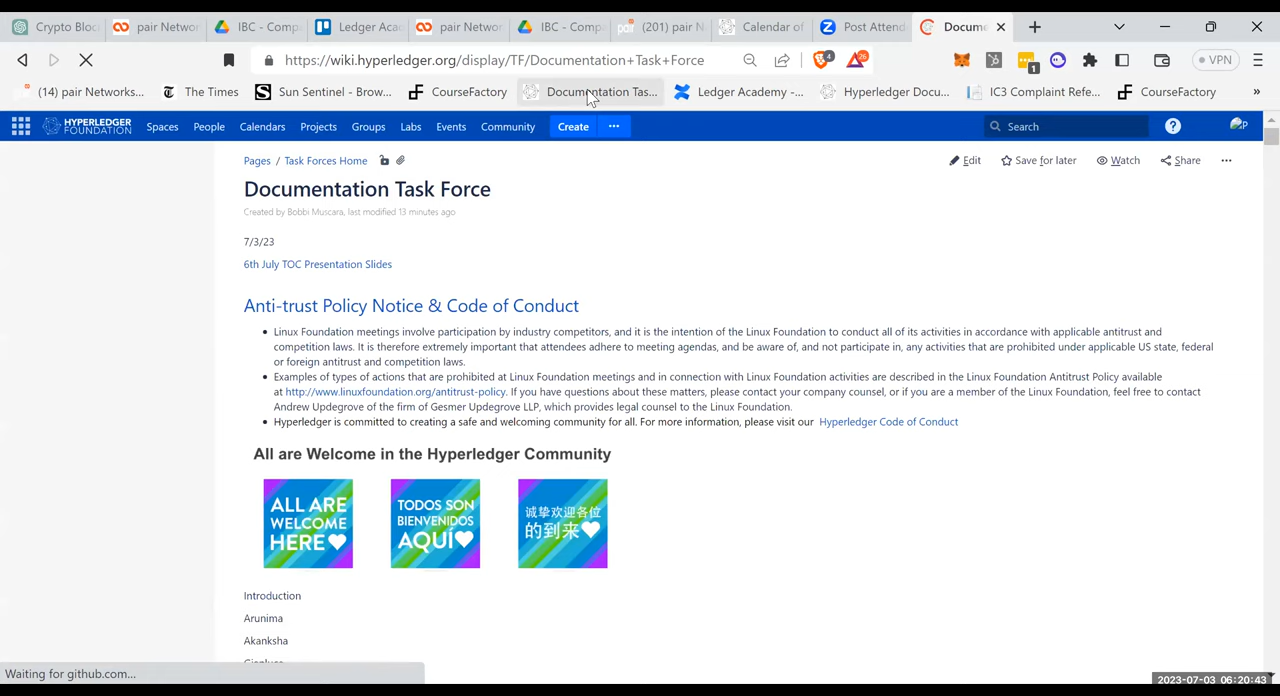 Crypto Bloc
pair Networ
IBC - Comp
Ledger Aca
pair Networ
IBC - Comp
(201) pair N
Calendar of
Post Attend
Docume
https://wiki.hyperledger.org/display/TF/Documentation+Task+Force
4
26
1
VPN
(14) pair Networks...
The Times
Sun Sentinel - Brow...
CourseFactory
Documentation Tas...
Ledger Academy -...
Hyperledger Docu...
IC3 Complaint Refe...
CourseFactory
»
HYPERLEDGER
FOUNDATION
Spaces
People
Calendars
Projects
Groups
Labs
Events
Community
Create
Search
Pages / Task Forces Home
Edit
Save for later
Watch
Share
Documentation Task Force
Created by Bobbi Muscara, last modified 13 minutes ago
7/3/23
6th July TOC Presentation Slides
Anti-trust Policy Notice & Code of Conduct
Linux Foundation meetings involve participation by industry competitors, and it is the intention of the Linux Foundation to conduct all of its activities in accordance with applicable antitrust and
competition laws. It is therefore extremely important that attendees adhere to meeting agendas, and be aware of, and not participate in, any activities that are prohibited under applicable US state, federal
or foreign antitrust and competition laws.
Examples of types of actions that are prohibited at Linux Foundation meetings and in connection with Linux Foundation activities are described in the Linux Foundation Antitrust Policy available
at http://www.linuxfoundation.org/antitrust-policy. If you have questions about these matters, please contact your company counsel, or if you are a member of the Linux Foundation, feel free to contact
Andrew Updegrove of the firm of Gesmer Updegrove LLP, which provides legal counsel to the Linux Foundation.
Hyperledger is committed to creating a safe and welcoming community for all. For more information, please visit our Hyperledger Code of Conduct
All are Welcome in the Hyperledger Community
ALL ARE
WELCOME
HERE
TODOS SON
BIENVENIDOS
AQUÍ
诚挚欢迎各位
的到来
Introduction
Arunima
Akanksha
Waiting for github.com...
2023-07-03 06:20:43